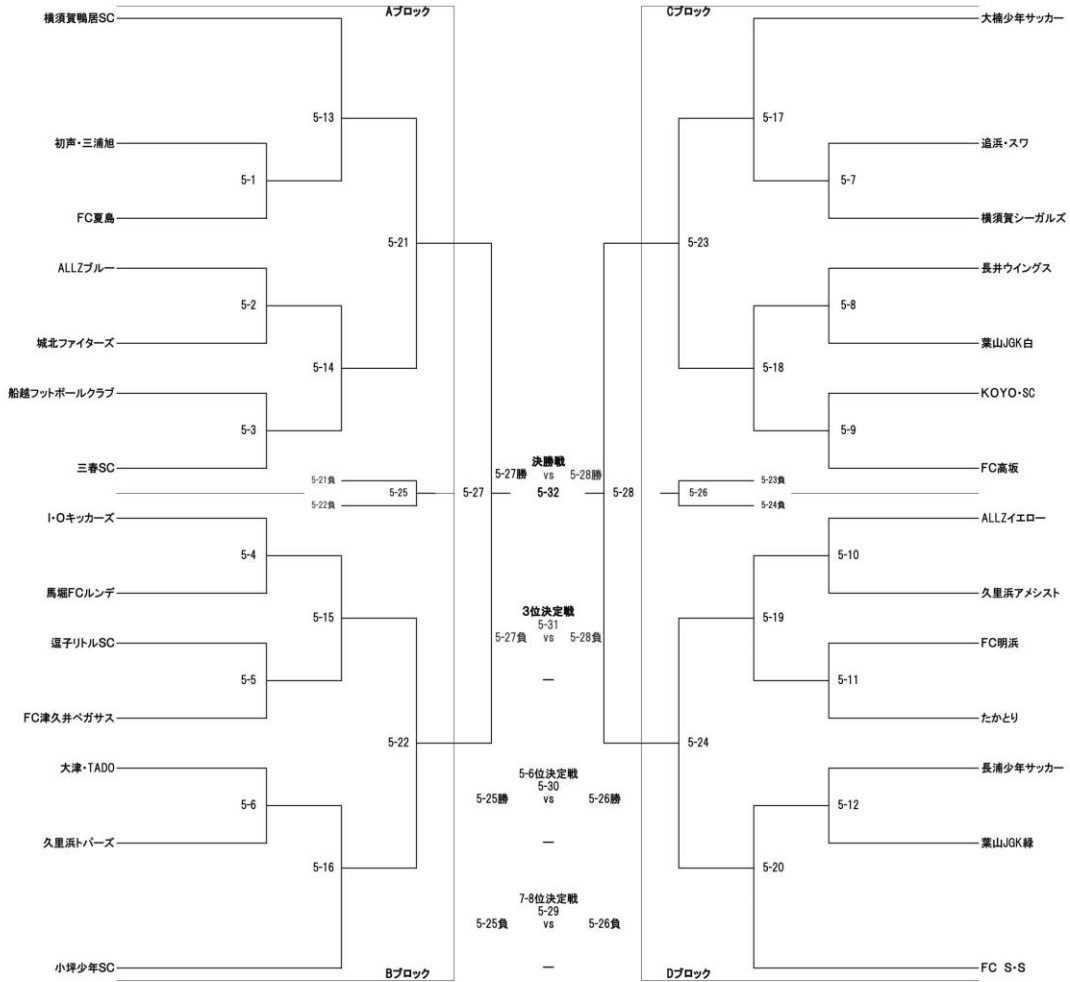 Aブロック
Cブロック
横須賀鴨居SC
大楠少年サッカー
5-13
5-17
初声・三浦旭
追浜・スワ
5-1
5-7
FC夏島
横須賀シーガルズ
5-21
5-23
ALLZブルー
長井ウイングス
5-2
5-8
城北ファイターズ
葉山JGK白
5-14
5-18
船越フットボールクラブ
KOYO・SC
5-3
5-9
三春SC
FC高坂
決勝戦
5-27勝 vs 5-28勝
5-32
5-21負
5-25
5-22負
5-27
5-28
5-23負
5-26
5-24負
I・Oキッカーズ
ALLZイエロー
5-4
5-10
馬堀FCルンデ
久里浜アメシスト
5-15
5-19
3位決定戦
5-31
5-27負 vs 5-28負
—
逗子リトルSC
FC明浜
5-5
5-11
FC津久井ペガサス
たかとり
5-22
5-24
大津・TADO
長浦少年サッカー
5-6位決定戦
5-30
5-25勝 vs 5-26勝
—
5-6
5-12
久里浜トパーズ
葉山JGK緑
5-16
5-20
7-8位決定戦
5-29
5-25負 vs 5-26負
—
小坪少年SC
FC S・S
Bブロック
Dブロック